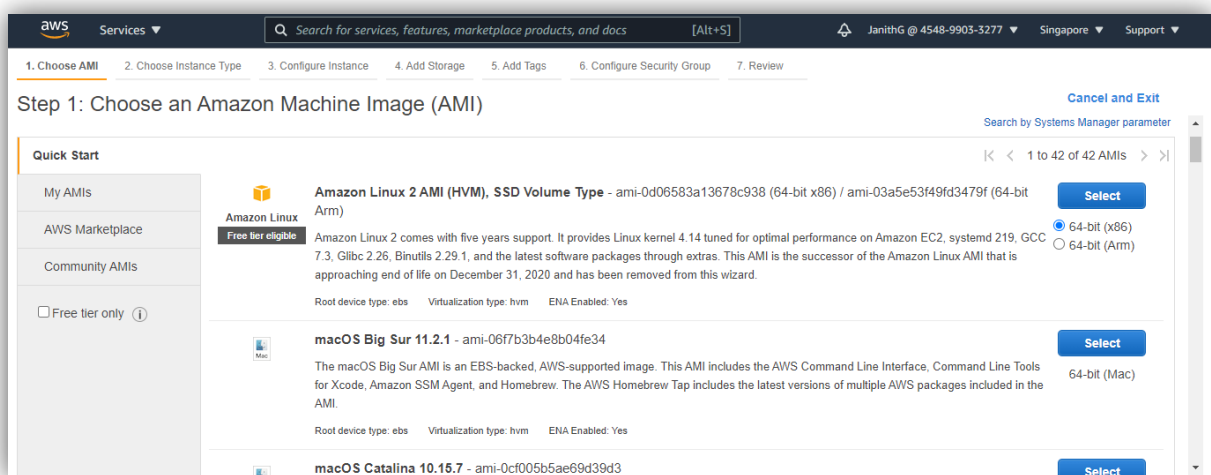 aws Services ▼ Search for services, features, marketplace products, and docs [Alt+S] JanithG @ 4548-9903-3277 ▼ Singapore ▼ Support ▼
1. Choose AMI 2. Choose Instance Type 3. Configure Instance 4. Add Storage 5. Add Tags 6. Configure Security Group 7. Review
Step 1: Choose an Amazon Machine Image (AMI)
Cancel and Exit
Search by Systems Manager parameter
Quick Start
1 to 42 of 42 AMIs
My AMIs
AWS Marketplace
Community AMIs
Free tier only
Amazon Linux
Free tier eligible
Amazon Linux 2 AMI (HVM), SSD Volume Type - ami-0d06583a13678c938 (64-bit x86) / ami-03a5e53f49fd3479f (64-bit
Arm)
Amazon Linux 2 comes with five years support. It provides Linux kernel 4.14 tuned for optimal performance on Amazon EC2, systemd 219, GCC
7.3, Glibc 2.26, Binutils 2.29.1, and the latest software packages through extras. This AMI is the successor of the Amazon Linux AMI that is
approaching end of life on December 31, 2020 and has been removed from this wizard.
Root device type: ebs Virtualization type: hvm ENA Enabled: Yes
Select
64-bit (x86)
64-bit (Arm)
Mac
macOS Big Sur 11.2.1 - ami-06f7b3b4e8b04fe34
The macOS Big Sur AMI is an EBS-backed, AWS-supported image. This AMI includes the AWS Command Line Interface, Command Line Tools
for Xcode, Amazon SSM Agent, and Homebrew. The AWS Homebrew Tap includes the latest versions of multiple AWS packages included in the
AMI.
Root device type: ebs Virtualization type: hvm ENA Enabled: Yes
Select
64-bit (Mac)
macOS Catalina 10.15.7 - ami-0cf005b5ae69d39d3
Select